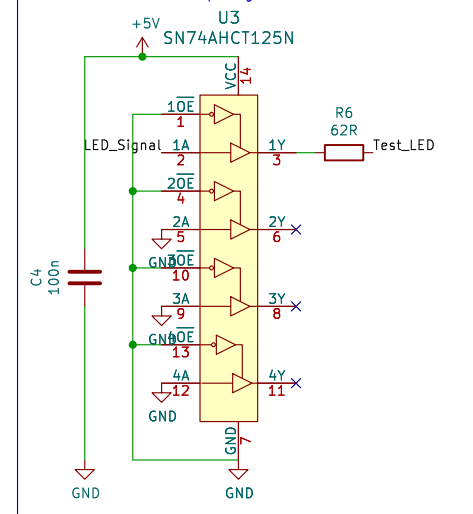 U3
+5V
SN74AHCT125N
VCC
14
1OE
1
R6
62R
LED_Signal
1A
2
1Y
3
Test_LED
2OE
4
2A
5
2Y
6
GND
3OE
10
C4
100n
3A
9
3Y
8
GND
4OE
13
4A
12
4Y
11
GND
GND
7
GND
GND